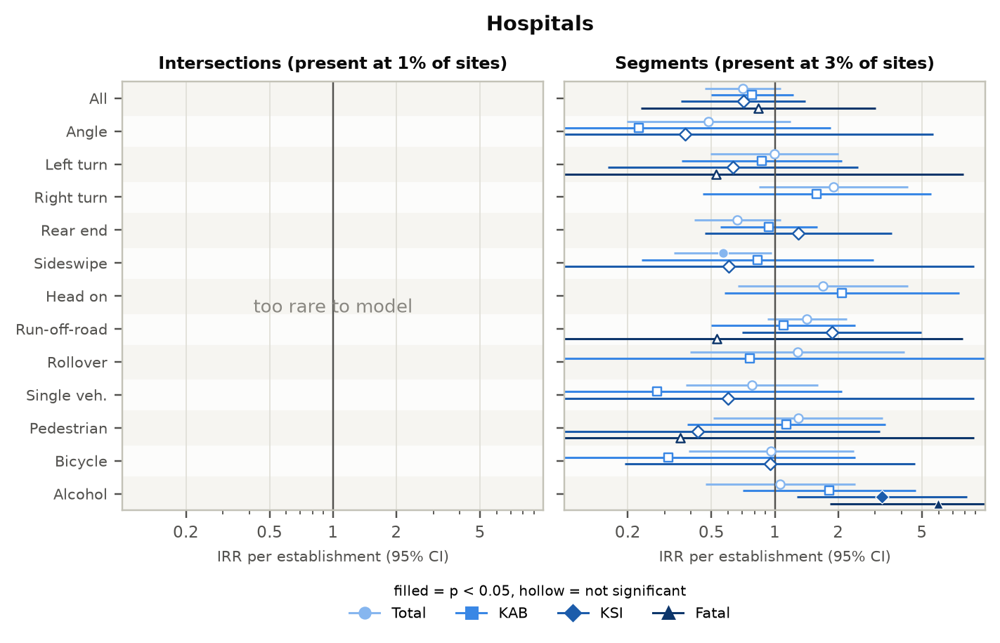 Hospitals
Intersections (present at 1% of sites)
Segments (present at 3% of sites)
All
Angle
Left turn
Right turn
Rear end
Sideswipe
Head on
Run-off-road
Rollover
Single veh.
Pedestrian
Bicycle
Alcohol
too rare to model
0.2 0.5 1 2 5
0.2 0.5 1 2 5
IRR per establishment (95% CI)
IRR per establishment (95% CI)
filled = p < 0.05, hollow = not significant
Total KAB KSI Fatal